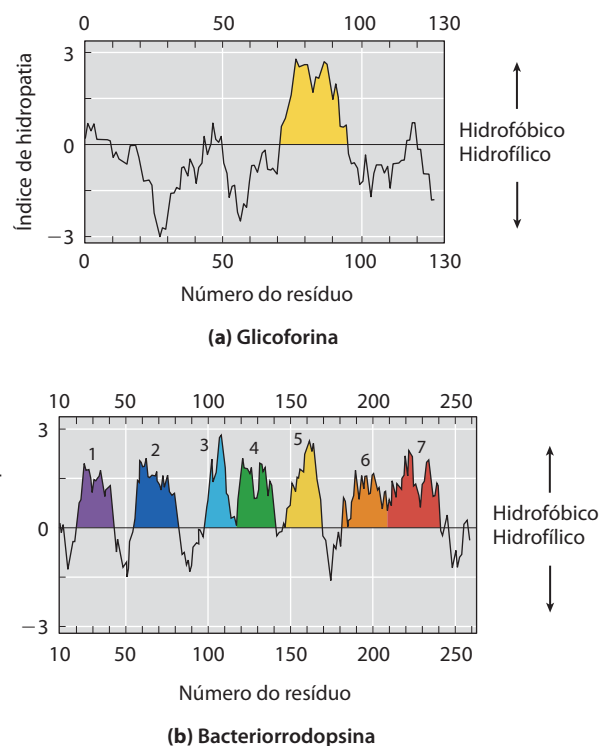 0 50 100 130
3
0
−3
Índice de hidropatia
Hidrofóbico
Hidrofílico
0 50 100 130
Número do resíduo
(a) Glicoforina
10 50 100 150 200 250
3
0
−3
1 2 3 4 5 6 7
Hidrofóbico
Hidrofílico
10 50 100 150 200 250
Número do resíduo
(b) Bacteriorrodopsina